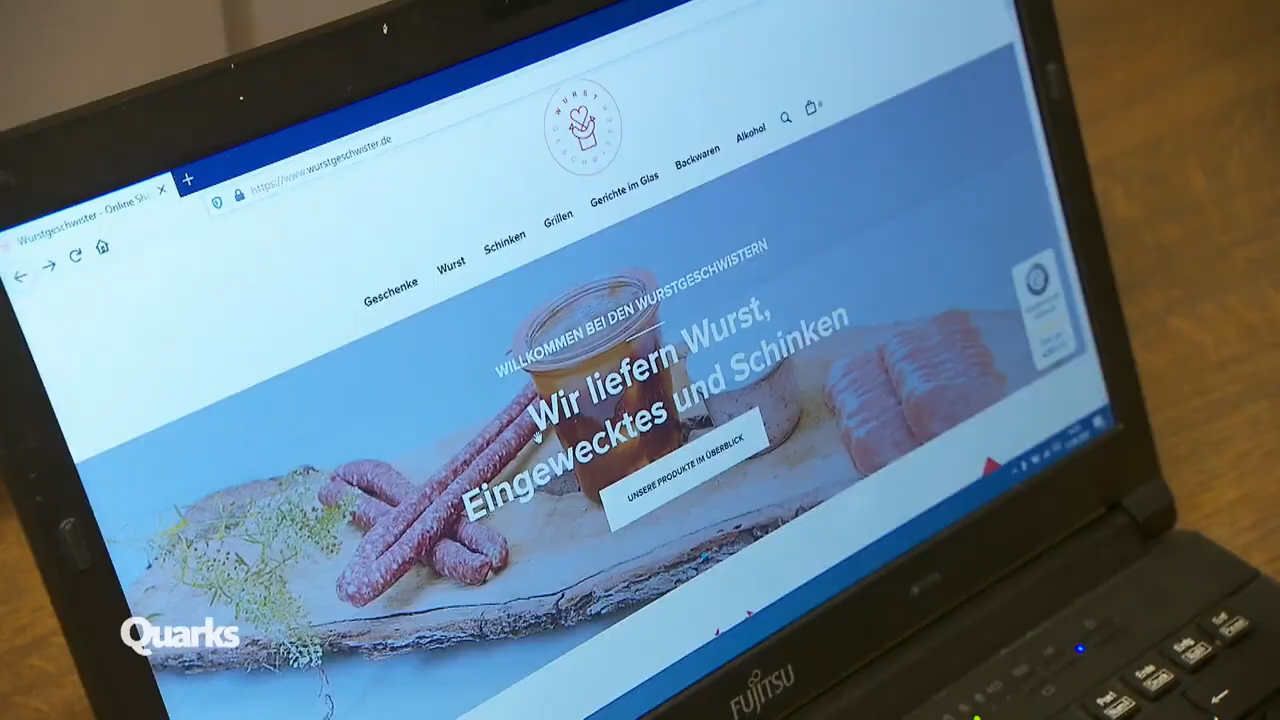 Wurstgeschwister - Online Sh
https://www.wurstgeschwister.de
WURST
GESCHWISTER
Geschenke Wurst Schinken Grillen Gerichte im Glas Backwaren Alkohol
WILLKOMMEN BEI DEN WURSTGESCHWISTERN
Wir liefern Wurst,
Eingewecktes und Schinken
UNSERE PRODUKTE IM ÜBERBLICK
Quarks
FUJITSU